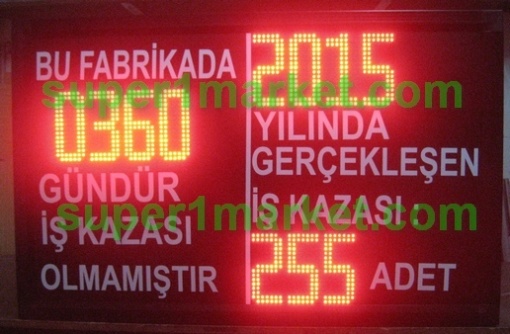 BU FABRİKADA
0360
GÜNDÜR
İŞ KAZASI
OLMAMIŞTIR
2015
YILINDA
GERÇEKLEŞEN
İŞ KAZASI :
255 ADET
super1market.com
super1market.com